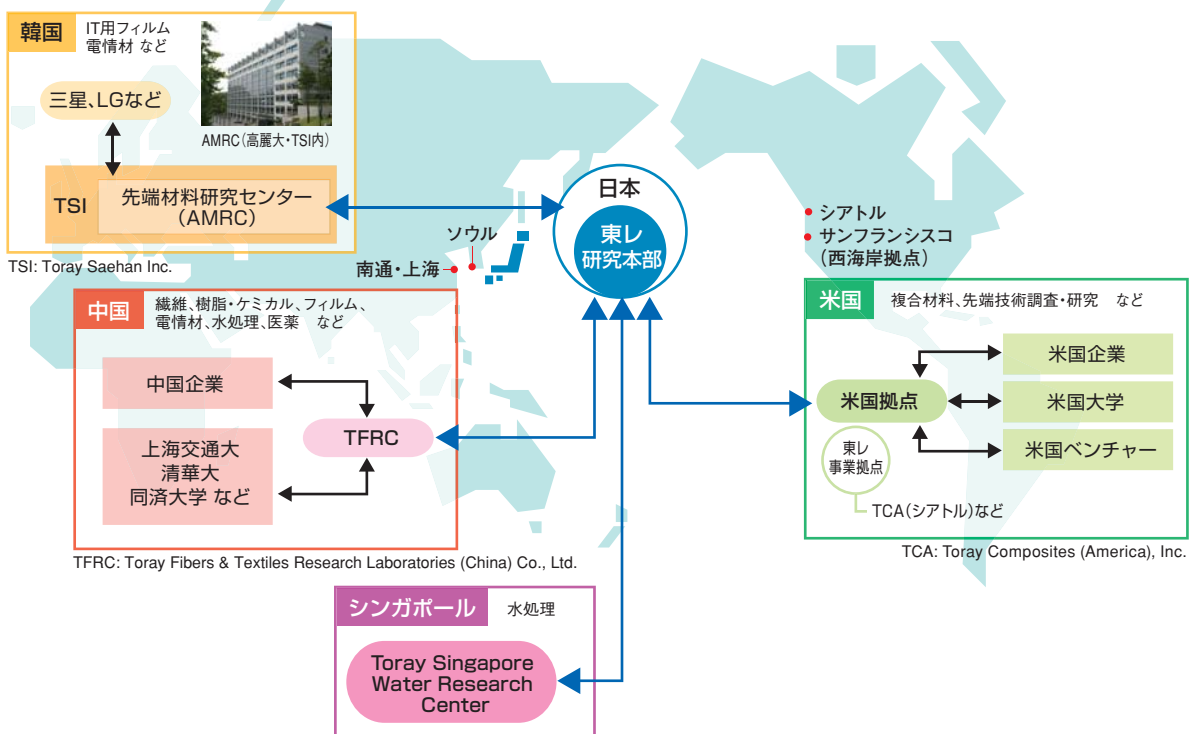 韓国
IT用フィルム
電情材 など
三星、LGなど
AMRC(高麗大・TSI内)
TSI
先端材料研究センター
(AMRC)
TSI: Toray Saehan Inc.
日本
東レ
研究本部
ソウル
南通・上海
シアトル
サンフランシスコ
(西海岸拠点)
中国
繊維、樹脂・ケミカル、フィルム、
電情材、水処理、医薬 など
中国企業
TFRC
上海交通大
清華大
同済大学 など
TFRC: Toray Fibers & Textiles Research Laboratories (China) Co., Ltd.
米国
複合材料、先端技術調査・研究 など
米国拠点
米国企業
米国大学
米国ベンチャー
東レ
事業拠点
TCA(シアトル)など
TCA: Toray Composites (America), Inc.
シンガポール
水処理
Toray Singapore
Water Research
Center